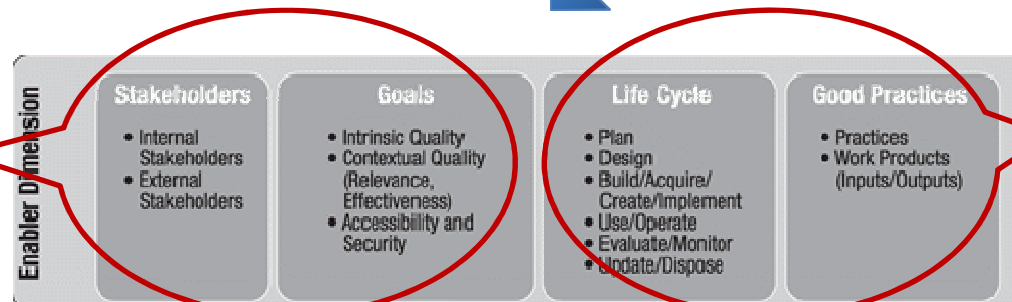 Enabler Dimension
Stakeholders
• Internal
Stakeholders
• External
Stakeholders
Goals
• Intrinsic Quality
• Contextual Quality
(Relevance,
Effectiveness)
• Accessibility and
Security
Life Cycle
• Plan
• Design
• Build/Acquire/
Create/Implement
• Use/Operate
• Evaluate/Monitor
• Update/Dispose
Good Practices
• Practices
• Work Products
(Inputs/Outputs)